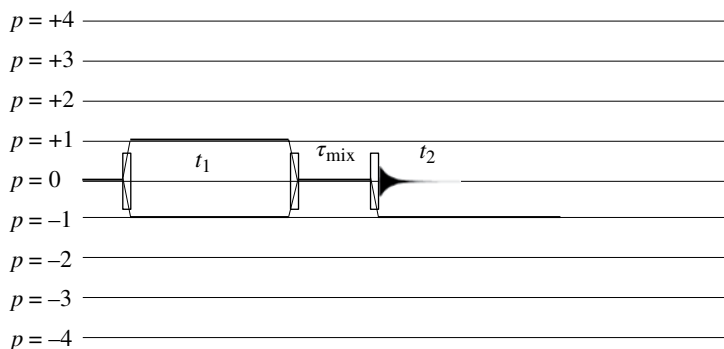 p = +4
p = +3
p = +2
p = +1
t₁ τmix t₂
p = 0
p = –1
p = –2
p = –3
p = –4